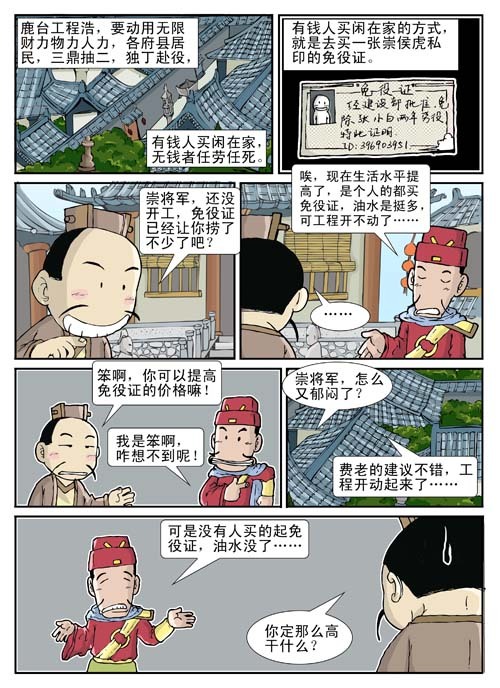 鹿台工程浩，要动用无限
财力物力人力，各府县居
民，三鼎抽二，独丁赴役，
有钱人买闲在家，
无钱者任劳任死。
有钱人买闲在家的方式，
就是去买一张崇侯虎私
印的免役证。
"免役证"
经建设部批准，免
除张小白两年劳役
特此证明.
ID:396903951.
崇将军，还没
开工，免役证
已经让你捞了
不少了吧？
唉，现在生活水平提
高了，是个人的都买
免役证，油水是挺多，
可工程开不动了……
……
笨啊，你可以提高
免役证的价格嘛！
我是笨啊，
咋想不到呢！
崇将军，怎么
又郁闷了？
费老的建议不错，工
程开动起来了……
可是没有人买的起免
役证，油水没了……
你定那么高
干什么？